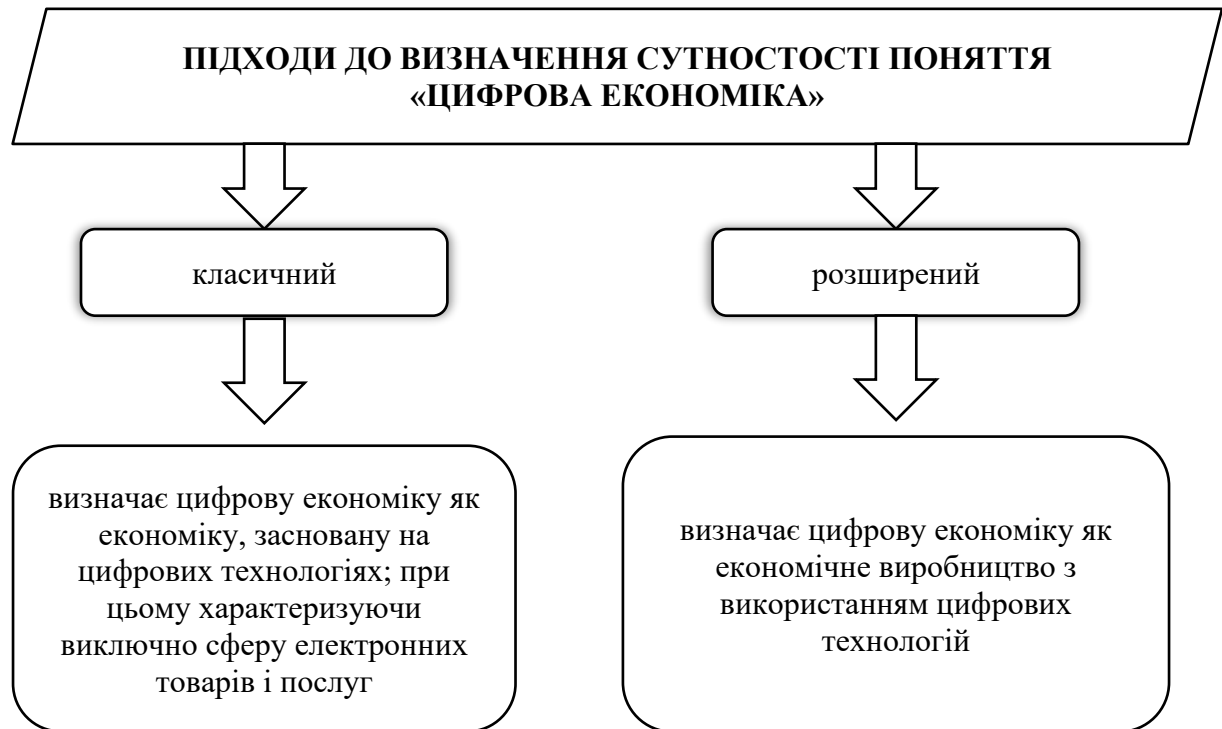 ПІДХОДИ ДО ВИЗНАЧЕННЯ СУТНОСТОСТІ ПОНЯТТЯ
«ЦИФРОВА ЕКОНОМІКА»
класичний
розширений
визначає цифрову економіку як
економіку, засновану на
цифрових технологіях; при
цьому характеризуючи
виключно сферу електронних
товарів і послуг
визначає цифрову економіку як
економічне виробництво з
використанням цифрових
технологій